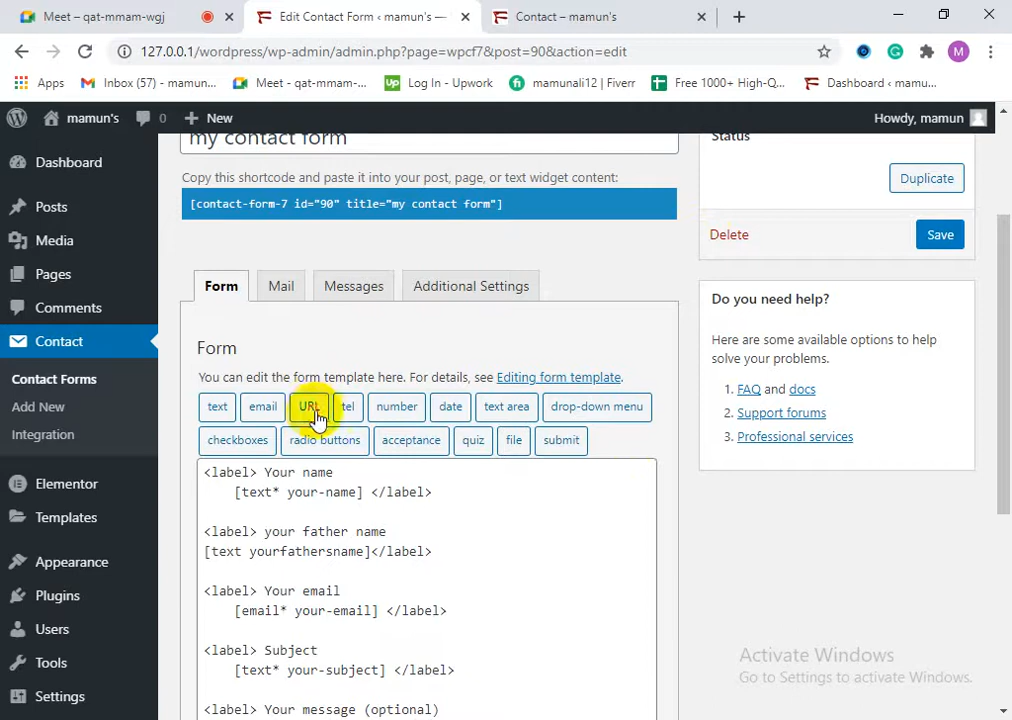 Meet – qat-mmam-wgj
Edit Contact Form ‹ mamun's —
Contact – mamun's
127.0.0.1/wordpress/wp-admin/admin.php?page=wpcf7&post=90&action=edit
M
Apps
Inbox (57) - mamun...
Meet - qat-mmam-...
Up
Log In - Upwork
fi
mamunali12 | Fiverr
Free 1000+ High-Q...
Dashboard ‹ mamu...
mamun's
0
New
Howdy, mamun
Dashboard
Posts
Media
Pages
Comments
Contact
Contact Forms
Add New
Integration
Elementor
Templates
Appearance
Plugins
Users
Tools
Settings
my contact form
Copy this shortcode and paste it into your post, page, or text widget content:
[contact-form-7 id="90" title="my contact form"]
Form
Mail
Messages
Additional Settings
Form
You can edit the form template here. For details, see Editing form template.
text
email
URL
tel
number
date
text area
drop-down menu
checkboxes
radio buttons
acceptance
quiz
file
submit
<label> Your name
[text* your-name] </label>
<label> your father name
[text yourfathersname]</label>
<label> Your email
[email* your-email] </label>
<label> Subject
[text* your-subject] </label>
<label> Your message (optional)
Status
Duplicate
Delete
Save
Do you need help?
Here are some available options to help
solve your problems.
1. FAQ and docs
2. Support forums
3. Professional services
Activate Windows
Go to Settings to activate Windows.